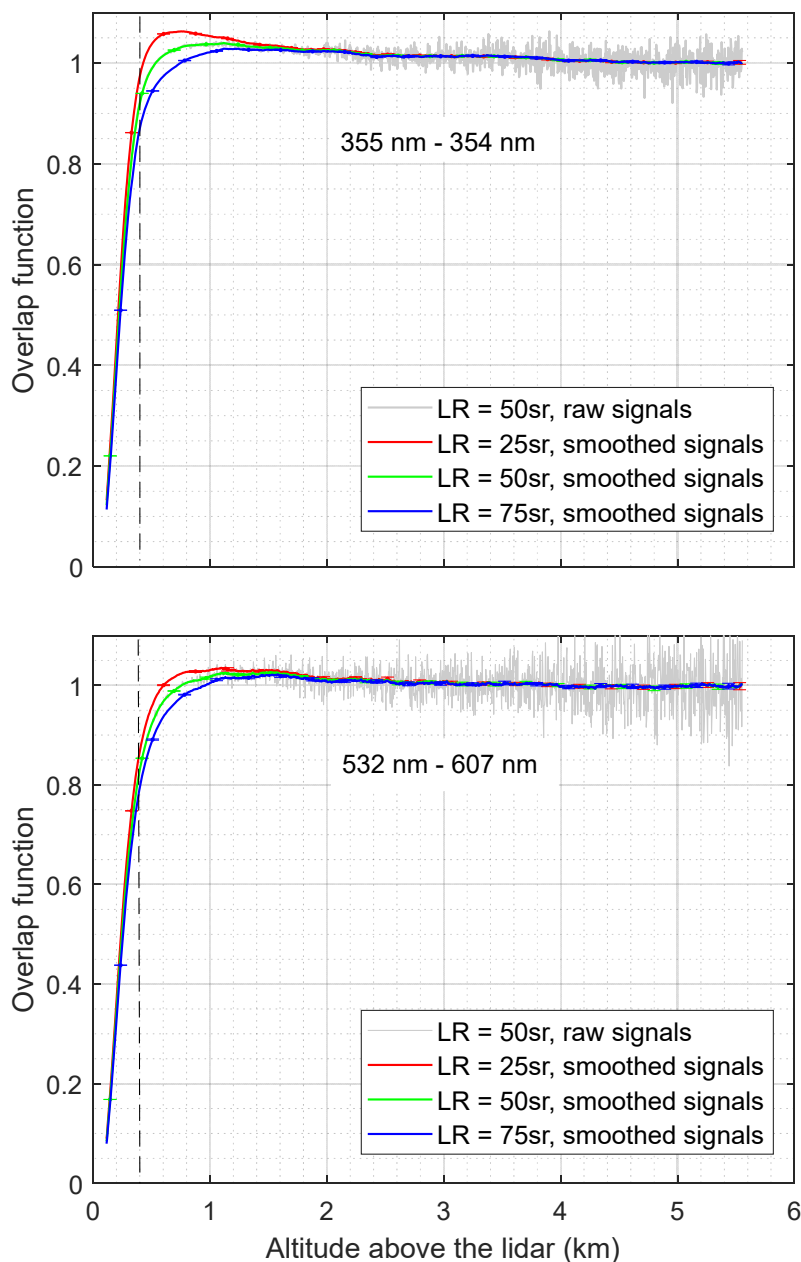 1
0.8
0.6
0.4
0.2
0
Overlap function
355 nm - 354 nm
LR = 50sr, raw signals
LR = 25sr, smoothed signals
LR = 50sr, smoothed signals
LR = 75sr, smoothed signals
1
0.8
0.6
0.4
0.2
0
Overlap function
532 nm - 607 nm
LR = 50sr, raw signals
LR = 25sr, smoothed signals
LR = 50sr, smoothed signals
LR = 75sr, smoothed signals
0 1 2 3 4 5 6
Altitude above the lidar (km)